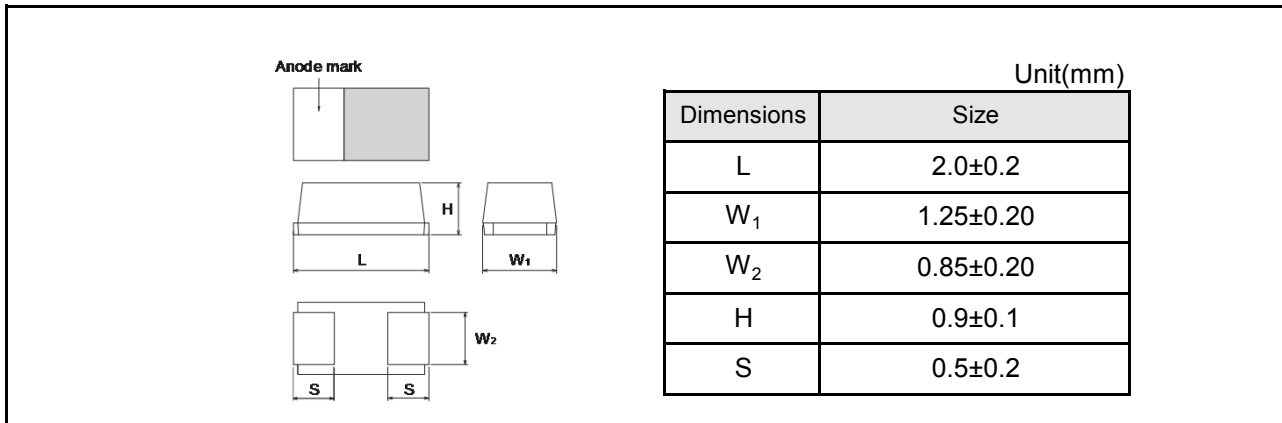 Anode mark
H
L
W₁
W₂
S S
Unit(mm)
Dimensions Size
L 2.0±0.2
W₁ 1.25±0.20
W₂ 0.85±0.20
H 0.9±0.1
S 0.5±0.2